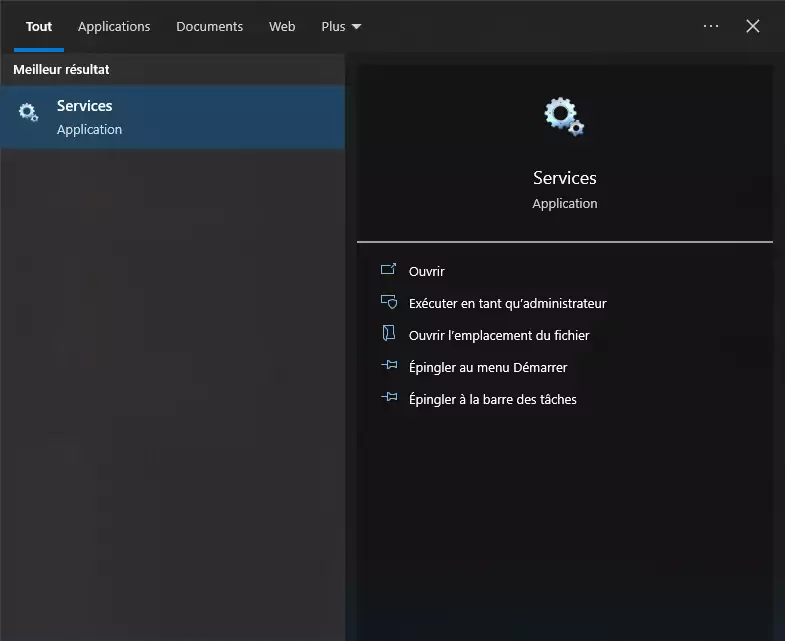 Tout Applications Documents Web Plus
Meilleur résultat
Services
Application
Services
Application
Ouvrir
Exécuter en tant qu'administrateur
Ouvrir l'emplacement du fichier
Épingler au menu Démarrer
Épingler à la barre des tâches